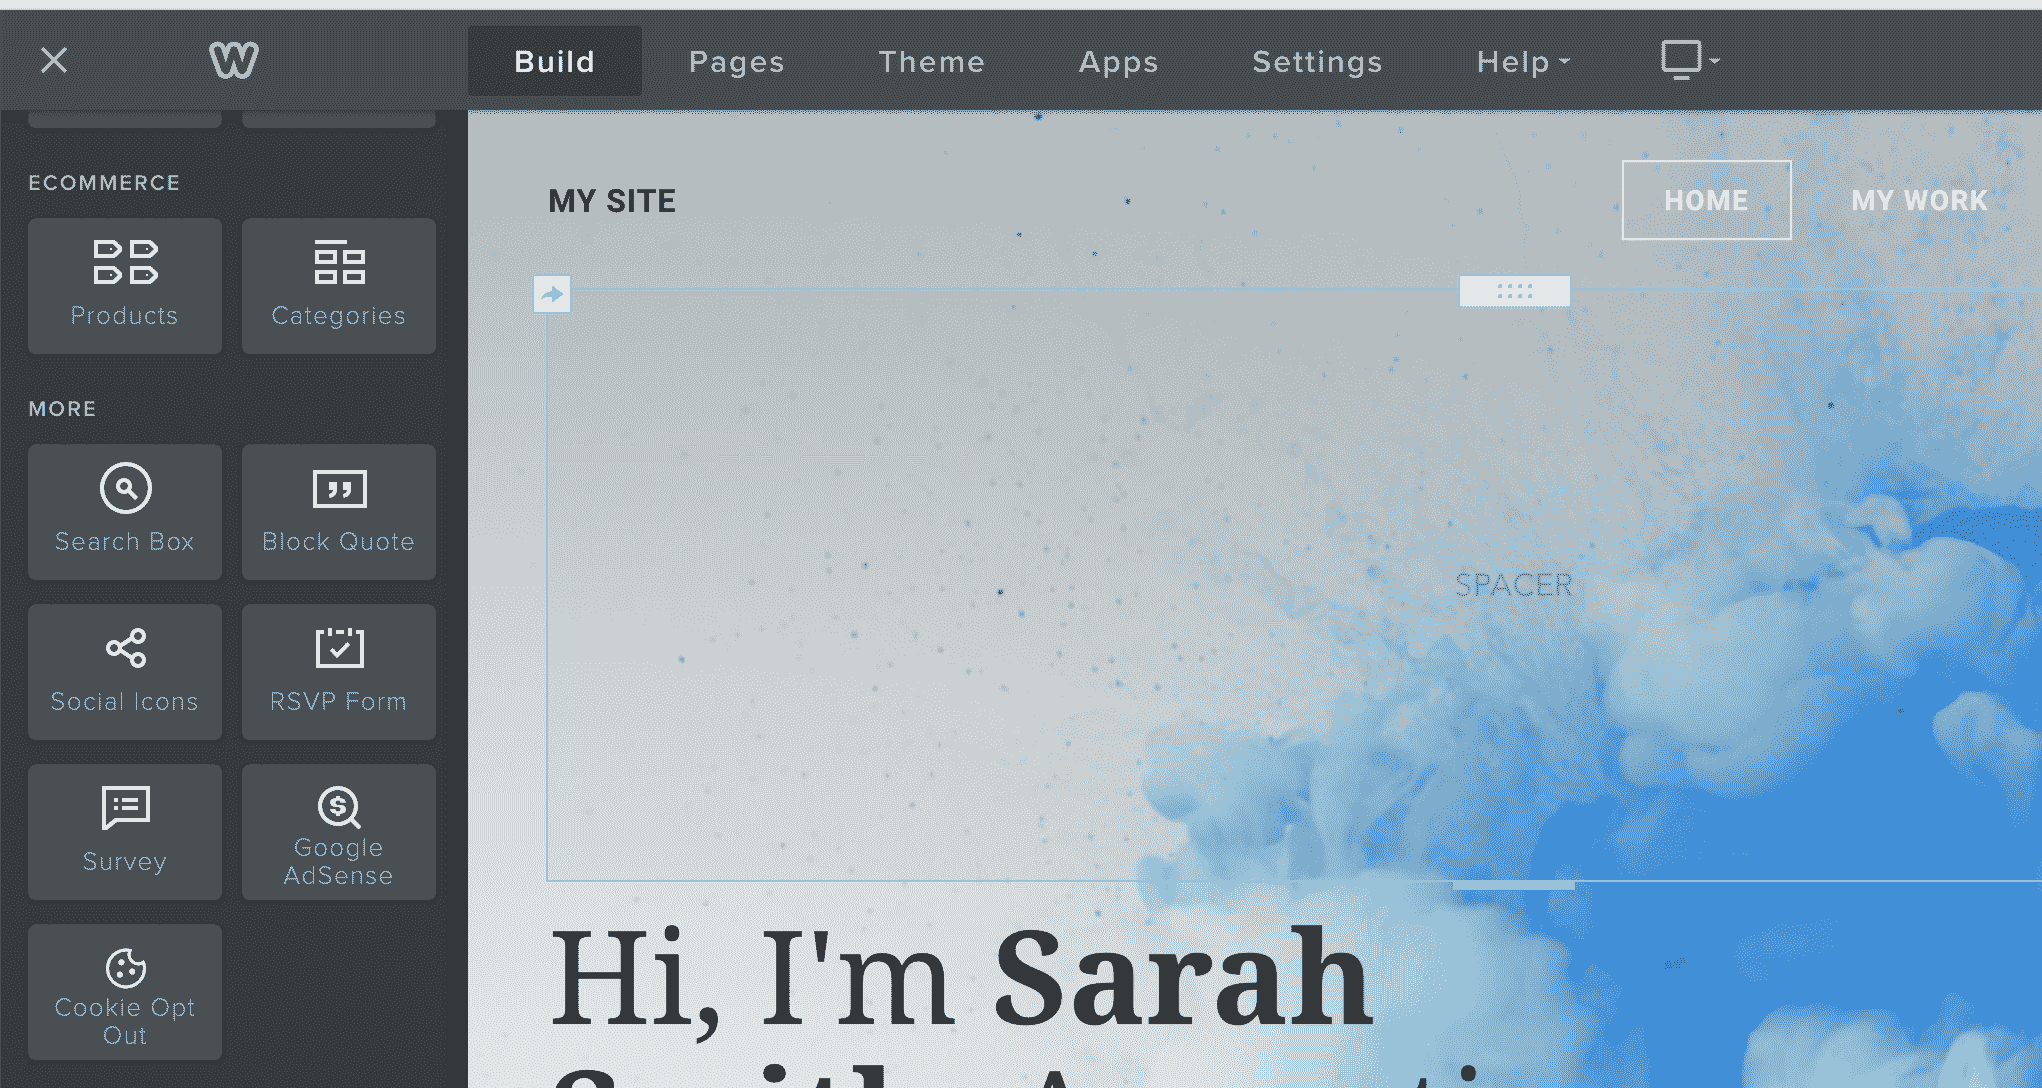 Build Pages Theme Apps Settings Help
ECOMMERCE
Products Categories
MORE
Search Box Block Quote
Social Icons RSVP Form
Survey Google
AdSense
Cookie Opt
Out
MY SITE HOME MY WORK
SPACER
Hi, I'm Sarah